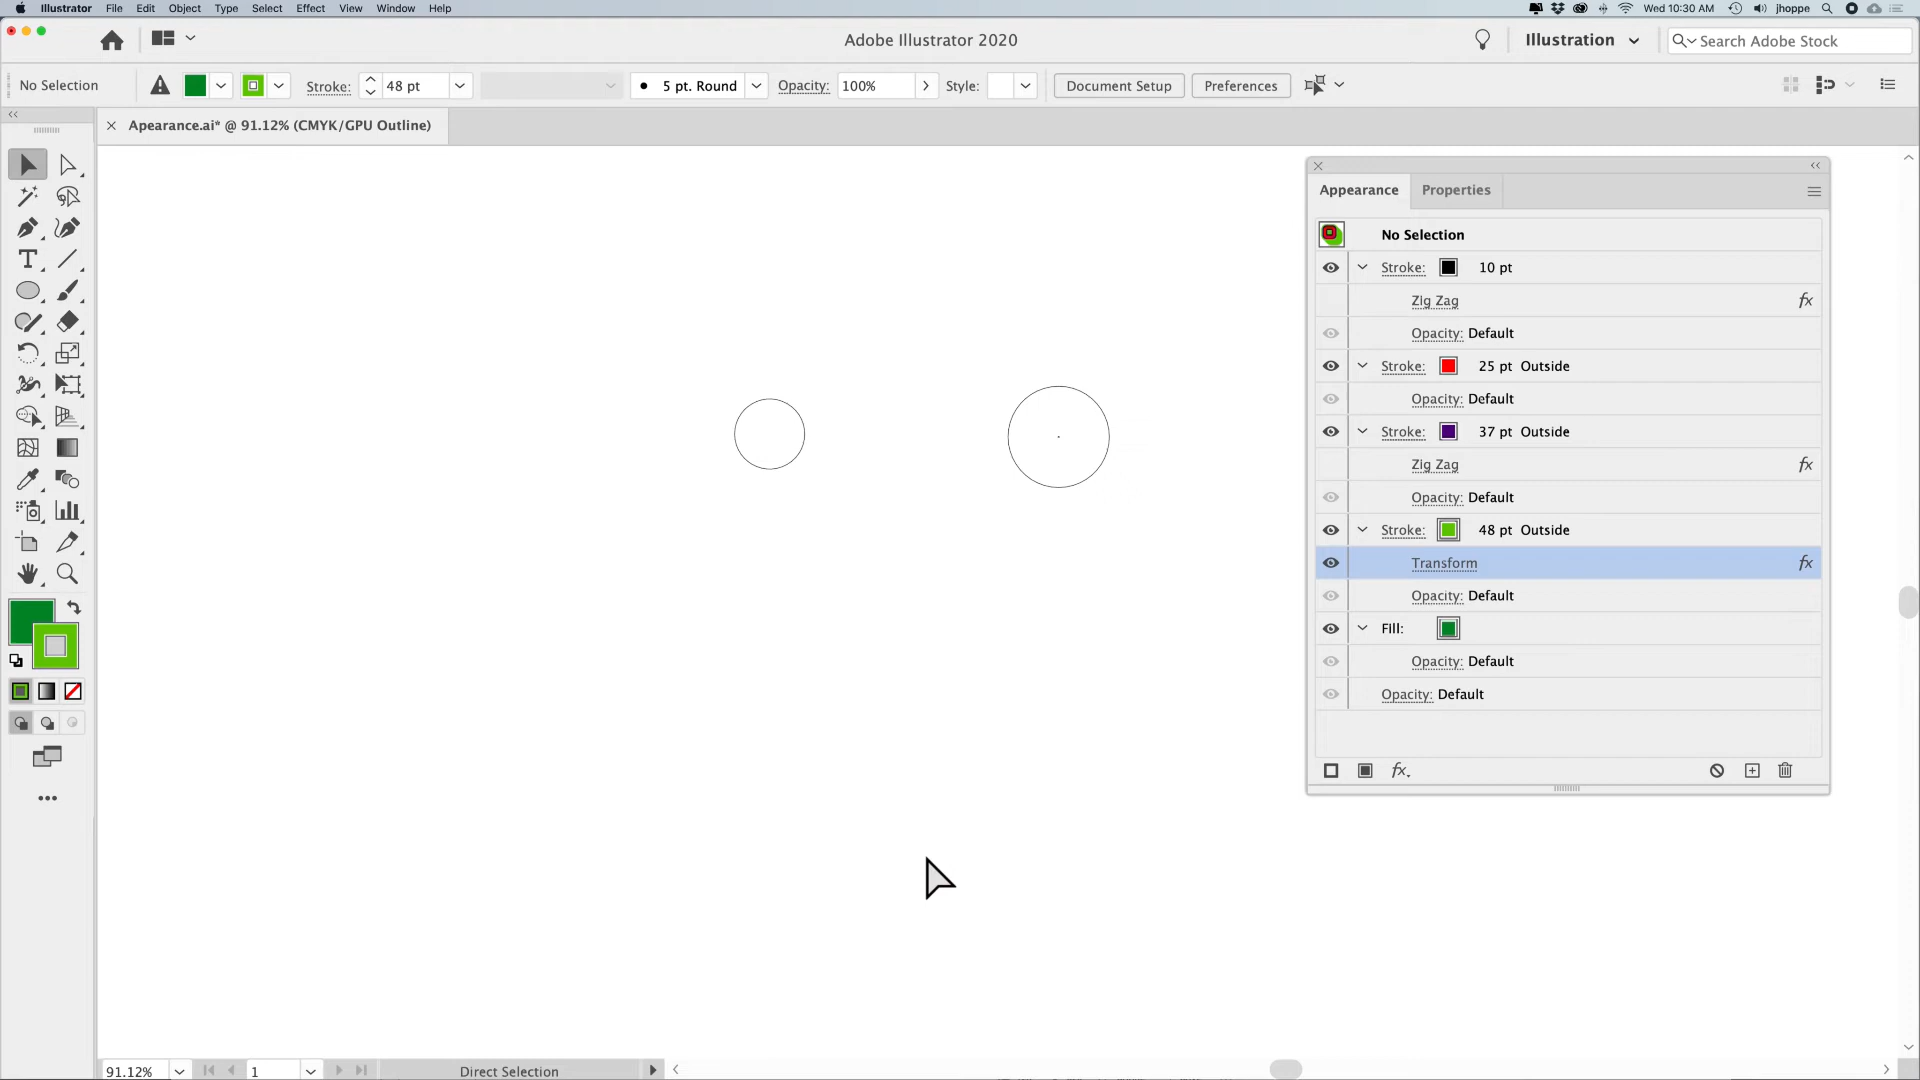 Illustrator File Edit Object Type Select Effect View Window Help Wed 10:30 AM jhoppe
Adobe Illustrator 2020 Illustration Search Adobe Stock
No Selection Stroke: 48 pt 5 pt. Round Opacity: 100% Style: Document Setup Preferences
Apearance.ai* @ 91.12% (CMYK/GPU Outline)
Appearance Properties
No Selection
Stroke: 10 pt
Zig Zag fx
Opacity: Default
Stroke: 25 pt Outside
Opacity: Default
Stroke: 37 pt Outside
Zig Zag fx
Opacity: Default
Stroke: 48 pt Outside
Transform fx
Opacity: Default
Fill:
Opacity: Default
Opacity: Default
fx.
91.12% 1 Direct Selection